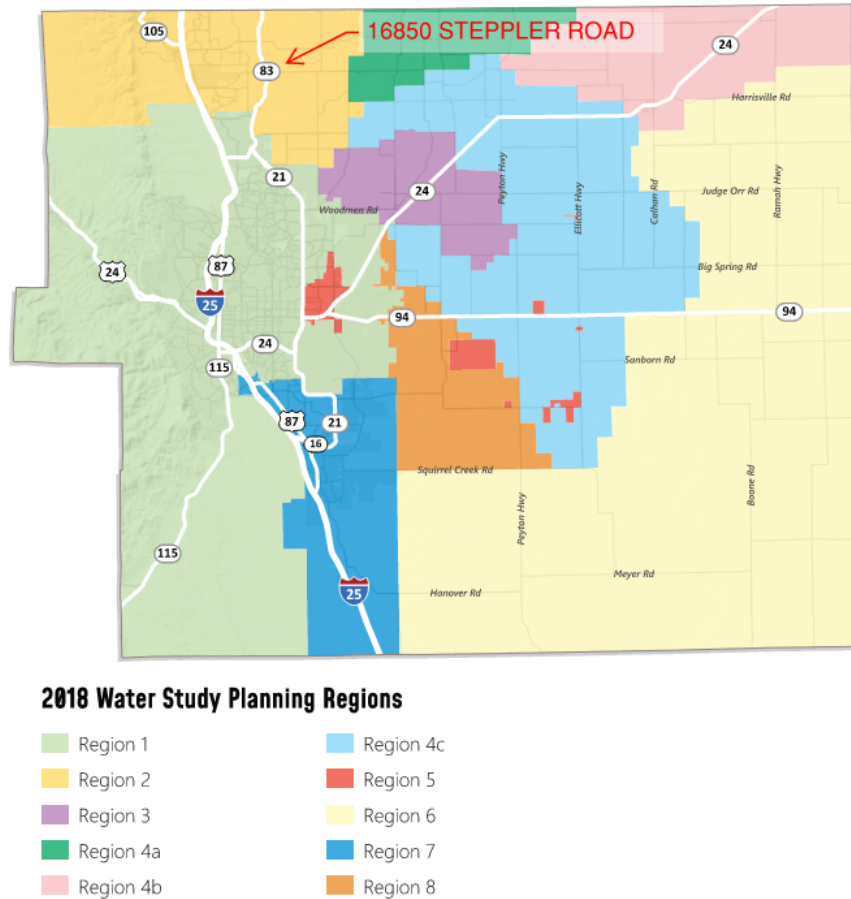 105
16850 STEPPLER ROAD
24
83
Harrisville Rd
21
24
Peyton Hwy
Ellicott Hwy
Calhan Rd
Judge Orr Rd
Ramah Hwy
Woodmen Rd
24
87
25
Big Spring Rd
94
94
24
115
Sanborn Rd
87
21
16
Squirrel Creek Rd
Peyton Hwy
Boone Rd
115
25
Hanover Rd
Meyer Rd
2018 Water Study Planning Regions
Region 1
Region 2
Region 3
Region 4a
Region 4b
Region 4c
Region 5
Region 6
Region 7
Region 8